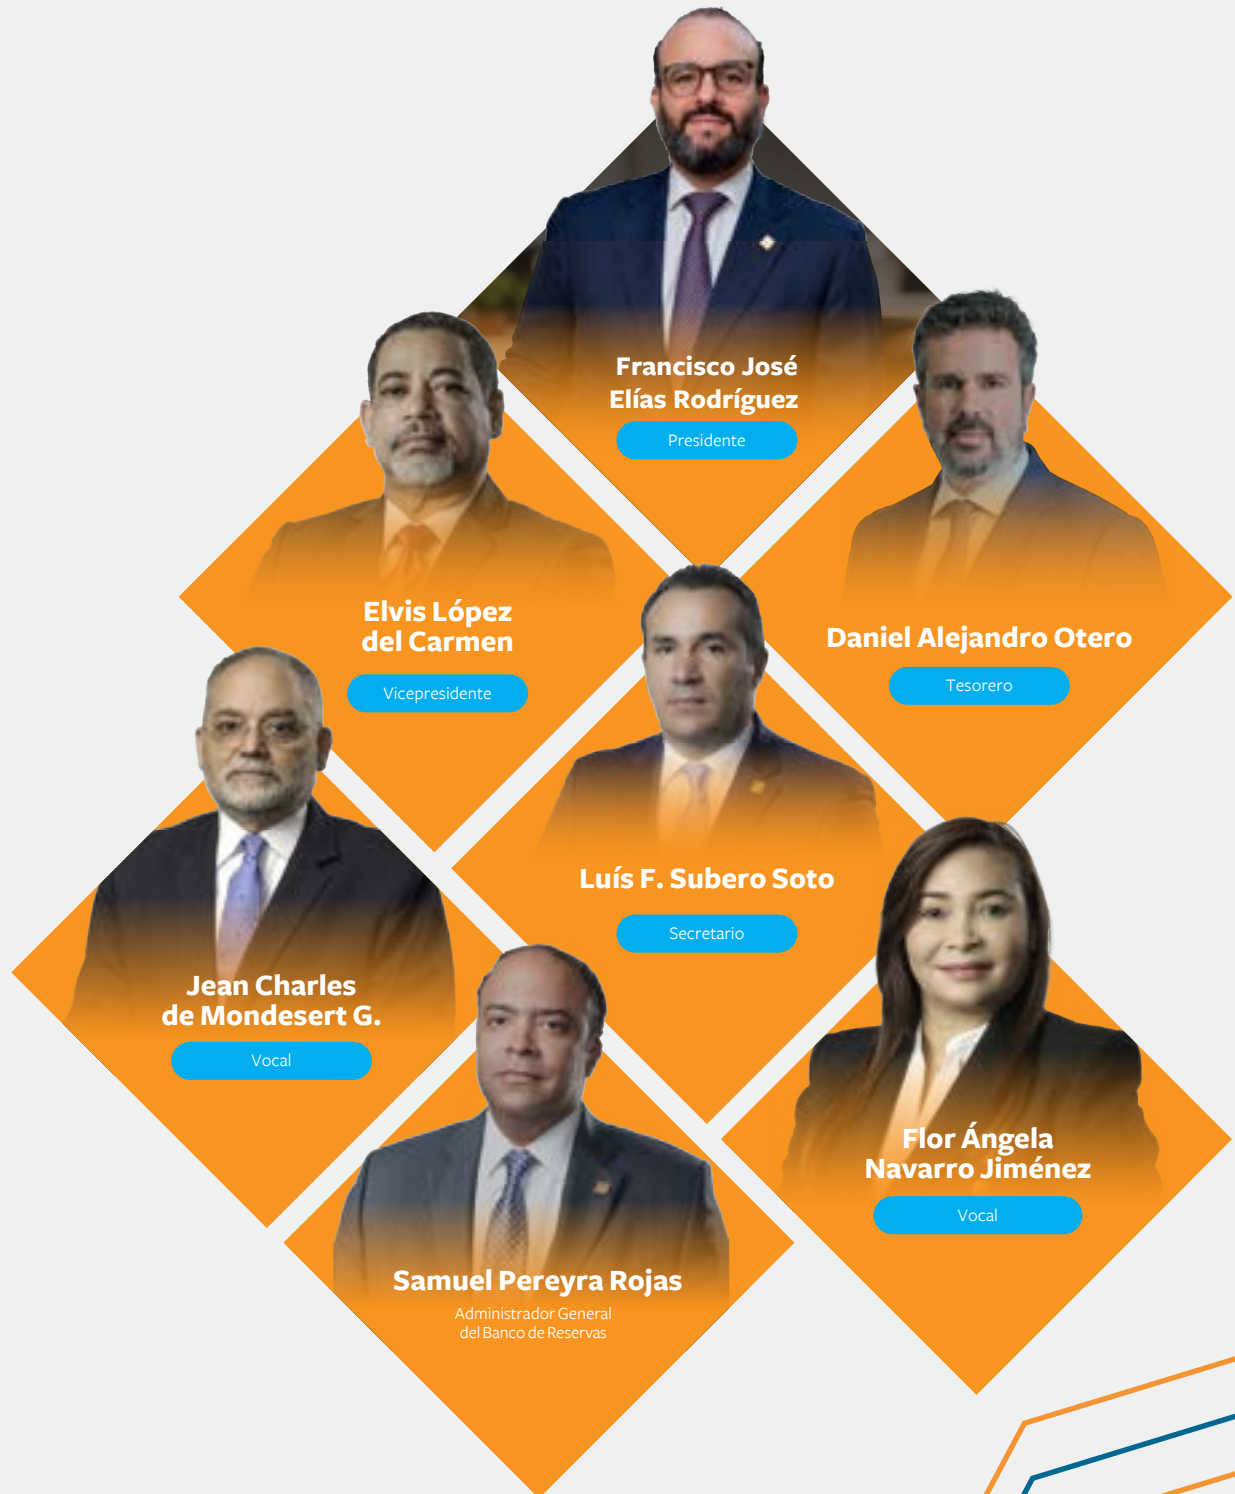 Francisco José
Elías Rodríguez
Presidente
Elvis López
del Carmen
Vicepresidente
Daniel Alejandro Otero
Tesorero
Luís F. Subero Soto
Secretario
Jean Charles
de Mondesert G.
Vocal
Flor Ángela
Navarro Jiménez
Vocal
Samuel Pereyra Rojas
Administrador General
del Banco de Reservas